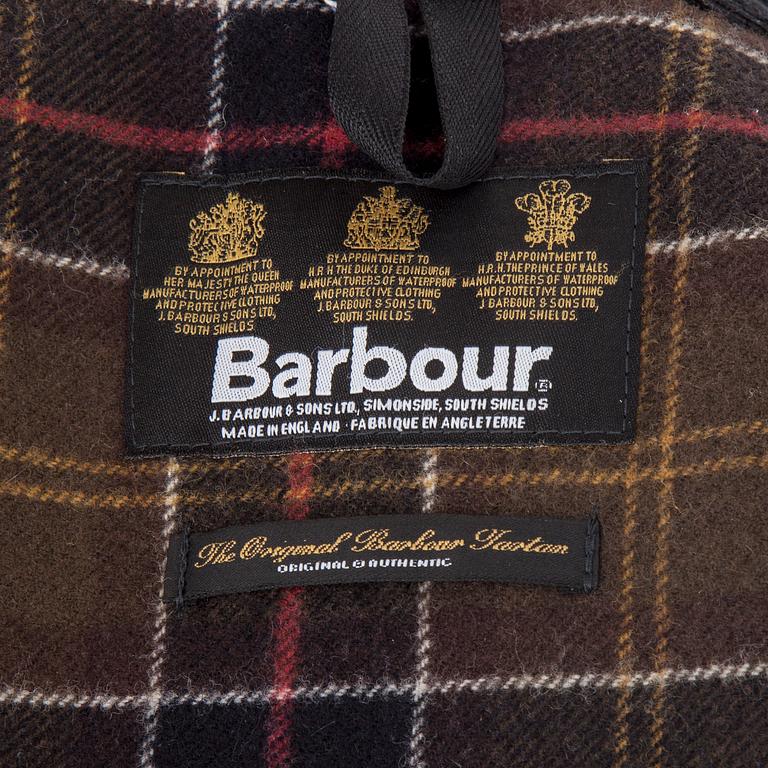 BY APPOINTMENT TO
HER MAJESTY THE QUEEN
MANUFACTURERS OF WATERPROOF
AND PROTECTIVE CLOTHING
J. BARBOUR & SONS LTD,
SOUTH SHIELDS.
BY APPOINTMENT TO
H.R.H THE DUKE OF EDINBURGH
MANUFACTURERS OF WATERPROOF
AND PROTECTIVE CLOTHING
J. BARBOUR & SONS LTD,
SOUTH SHIELDS.
BY APPOINTMENT TO
H.R.H. THE PRINCE OF WALES
MANUFACTURERS OF WATERPROOF
AND PROTECTIVE CLOTHING
J. BARBOUR & SONS LTD,
SOUTH SHIELDS.
Barbour®
J. BARBOUR & SONS LTD., SIMONSIDE, SOUTH SHIELDS
MADE IN ENGLAND · FABRIQUE EN ANGLETERRE
The Original Barbour Tartan
ORIGINAL & AUTHENTIC